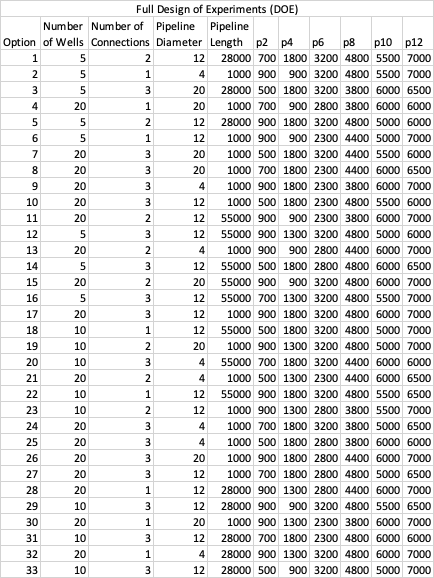 Full Design of Experiments (DOE)
Number Number of Pipeline Pipeline
Option of Wells Connections Diameter Length p2 p4 p6 p8 p10 p12
1 5 2 12 28000 700 1800 3200 4800 5500 7000
2 5 1 4 1000 900 900 3200 4800 5500 7000
3 5 3 20 28000 500 1800 3200 4800 6000 6500
4 20 1 20 1000 700 900 2800 3800 6000 6000
5 5 2 12 28000 900 1800 3200 4800 5000 6000
6 5 1 12 1000 900 900 3200 4400 5000 7000
7 20 3 20 1000 500 1800 3200 4400 5500 6000
8 20 3 20 1000 700 1800 2300 4400 6000 6500
9 20 3 4 1000 900 1800 2300 3800 6000 7000
10 20 3 12 1000 500 1800 2300 4800 5500 6000
11 20 2 12 55000 900 900 2300 3800 6000 7000
12 5 3 12 55000 900 1300 3200 4800 5000 6000
13 20 2 4 1000 900 900 2800 4400 6000 7000
14 5 3 12 55000 500 1800 2800 4800 6000 6500
15 20 2 20 55000 900 900 3200 4800 6000 7000
16 5 3 12 55000 700 1300 3200 4800 5500 7000
17 20 3 12 1000 900 1800 3200 4800 6000 7000
18 10 1 12 55000 500 1800 3200 4800 5000 7000
19 10 2 20 1000 900 1300 3200 4800 5000 7000
20 10 3 4 55000 700 1800 3200 4400 6000 6000
21 20 2 4 1000 500 1300 2300 4400 6000 6500
22 10 1 12 55000 900 1800 3200 4800 5500 6500
23 10 2 12 1000 900 1300 2800 3800 5500 7000
24 20 3 4 1000 700 1800 3200 3800 5000 6500
25 20 3 4 1000 500 1800 2800 3800 6000 6000
26 20 3 20 1000 900 1800 2800 4400 6000 7000
27 20 3 12 1000 700 1800 2800 4800 5000 6500
28 20 1 12 28000 900 1300 2800 4400 6000 7000
29 10 3 12 28000 900 900 3200 4800 5500 6500
30 20 1 20 1000 900 1300 2300 3800 6000 7000
31 10 3 12 28000 700 900 2800 4800 6000 6000
32 20 1 4 28000 900 1300 3200 4800 6000 7000
33 10 3 12 28000 500 900 3200 4800 5000 7000